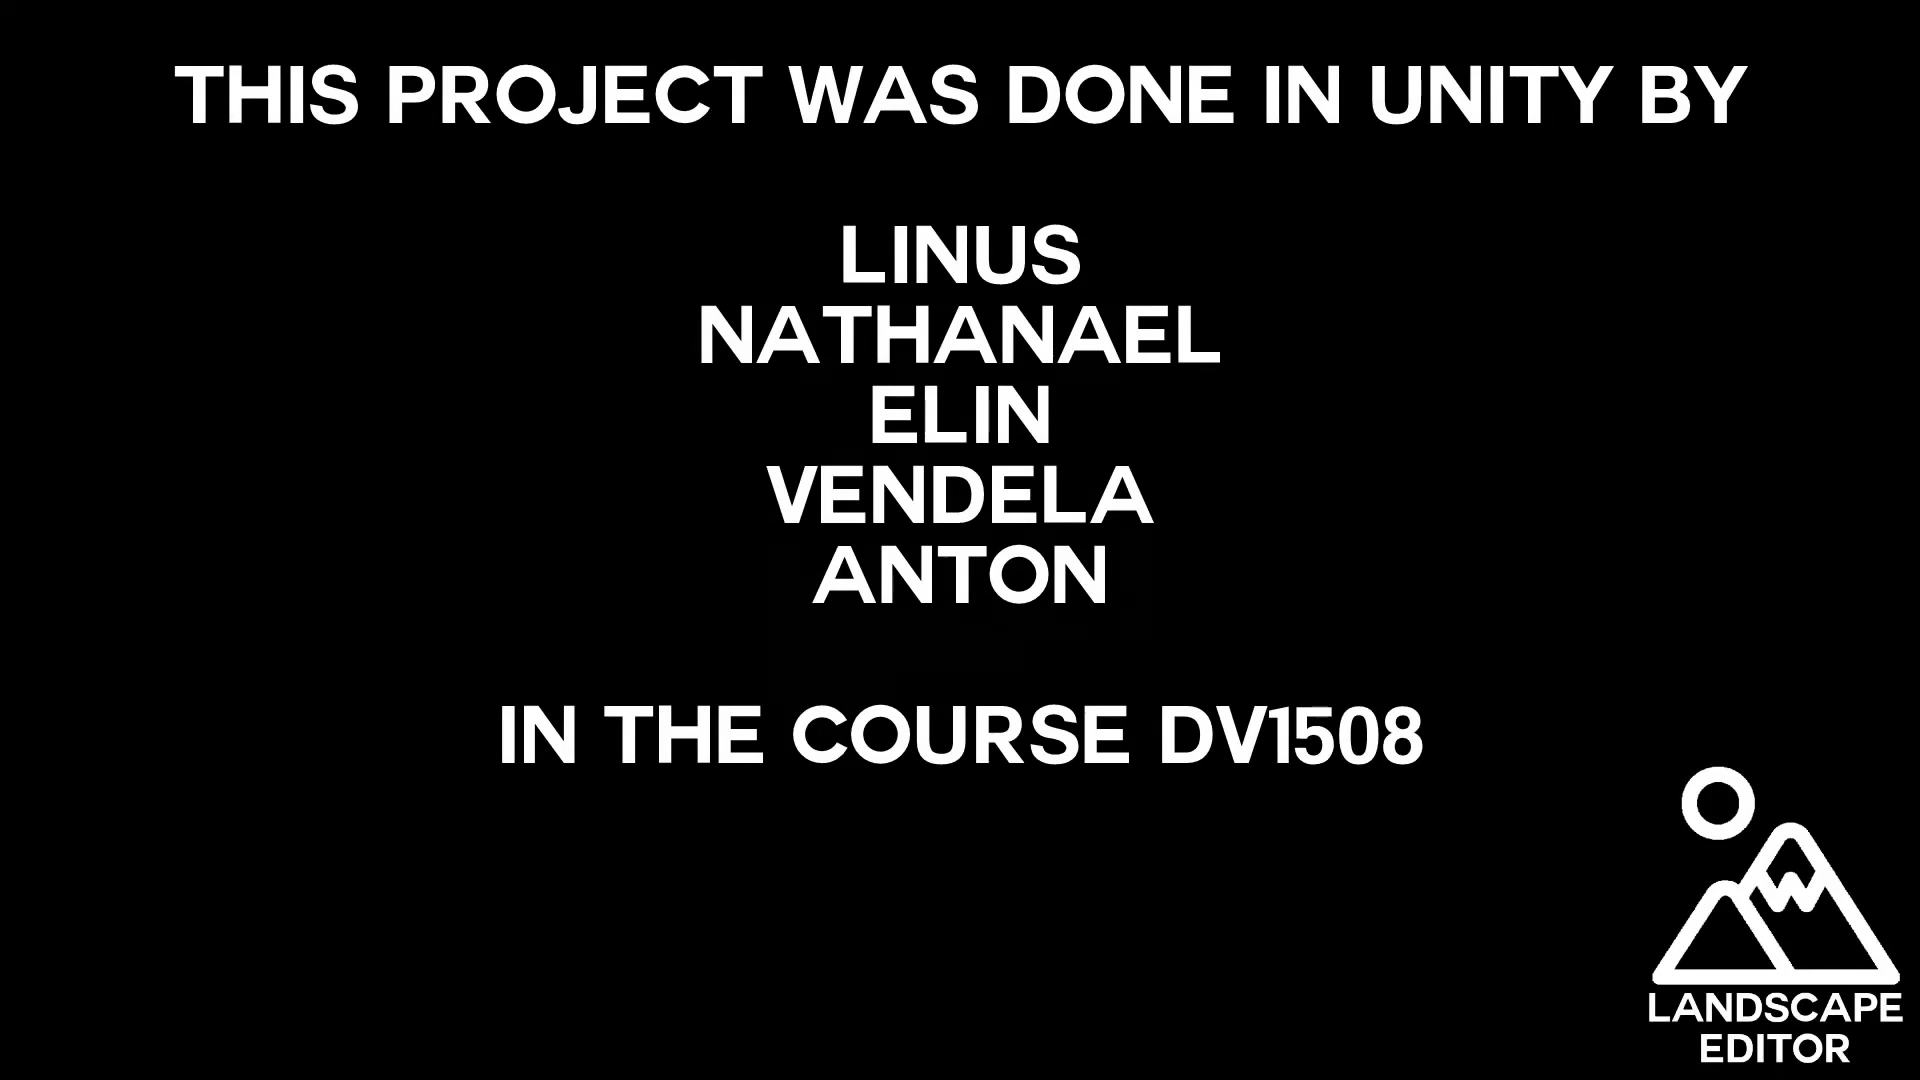 THIS PROJECT WAS DONE IN UNITY BY
LINUS
NATHANAEL
ELIN
VENDELA
ANTON
IN THE COURSE DV1508
LANDSCAPE
EDITOR